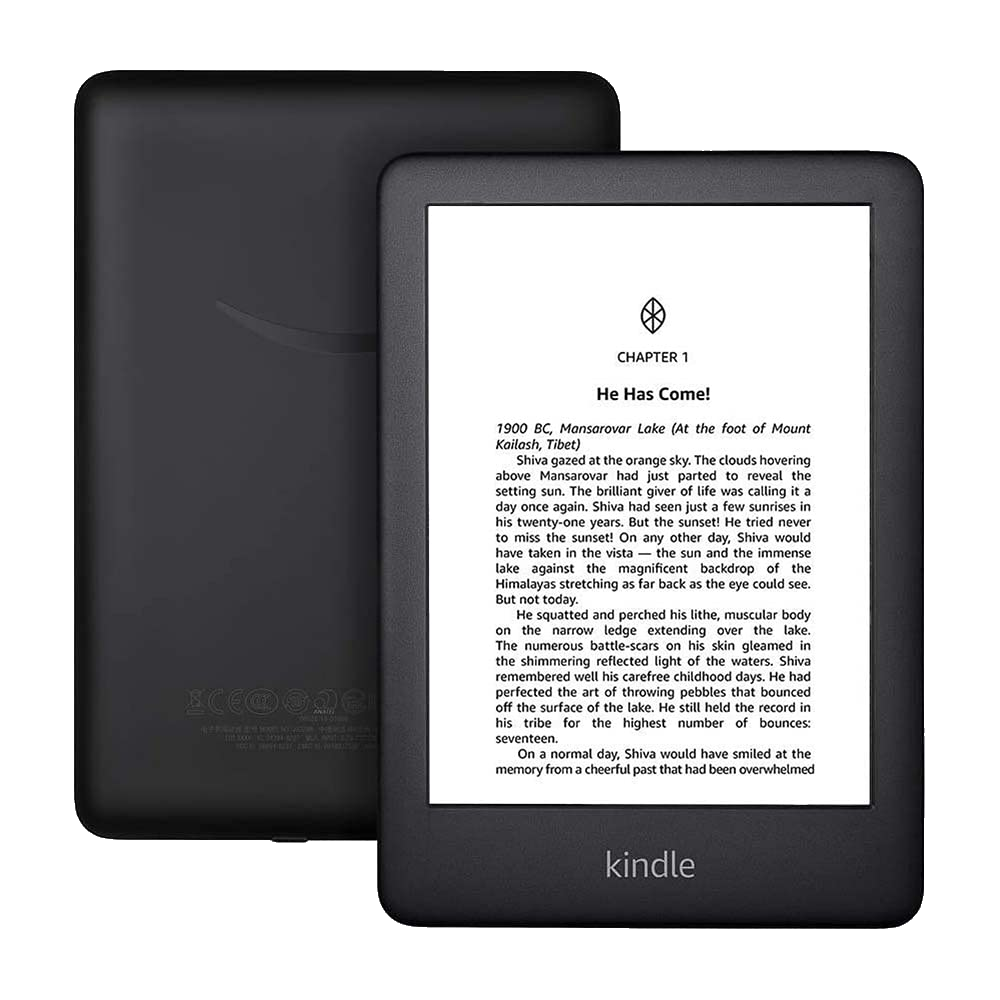 CHAPTER 1
He Has Come!
1900 BC, Mansarovar Lake (At the foot of Mount
Kailash, Tibet)
Shiva gazed at the orange sky. The clouds hovering
above Mansarovar had just parted to reveal the
setting sun. The brilliant giver of life was calling it a
day once again. Shiva had seen just a few sunrises in
his twenty-one years. But the sunset! He tried never
to miss the sunset! On any other day, Shiva would
have taken in the vista — the sun and the immense
lake against the magnificent backdrop of the
Himalayas stretching as far back as the eye could see.
But not today.
He squatted and perched his lithe, muscular body
on the narrow ledge extending over the lake.
The numerous battle-scars on his skin gleamed in
the shimmering reflected light of the waters. Shiva
remembered well his carefree childhood days. He had
perfected the art of throwing pebbles that bounced
off the surface of the lake. He still held the record in
his tribe for the highest number of bounces:
seventeen.
On a normal day, Shiva would have smiled at the
memory from a cheerful past that had been overwhelmed
kindle